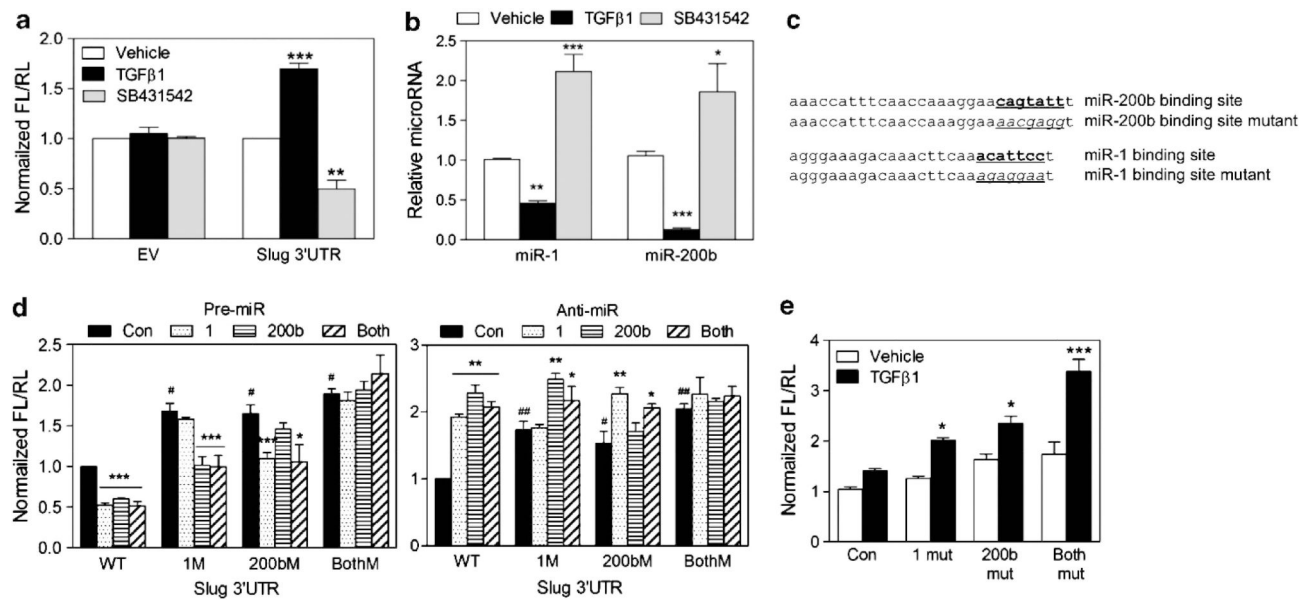 a
Normailzed FL/RL
2.0
1.5
1.0
0.5
0.0
Vehicle
TGFβ1
SB431542
***
**
EV
Slug 3'UTR
b
Vehicle TGFβ1 SB431542
Relative microRNA
2.5
2.0
1.5
1.0
0.5
0.0
***
*
**
***
miR-1
miR-200b
c
aaaccatttcaaccaaaggaacagtattt miR-200b binding site
aaaccatttcaaccaaaggaaaacgaggt miR-200b binding site mutant
agggaaagacaaacttcaaacattcct miR-1 binding site
agggaaagacaaacttcaaagaggaat miR-1 binding site mutant
d
Pre-miR
Con 1 200b Both
Normailzed FL/RL
2.5
2.0
1.5
1.0
0.5
0.0
***
#
***
#
***
*
#
WT 1M 200bM BothM
Slug 3'UTR
Anti-miR
Con 1 200b Both
3
2
1
0
**
##
**
*
#
**
*
##
WT 1M 200bM BothM
Slug 3'UTR
e
Vehicle
TGFβ1
Normailzed FL/RL
4
3
2
1
0
*
*
***
Con 1 mut 200b Both
mut mut